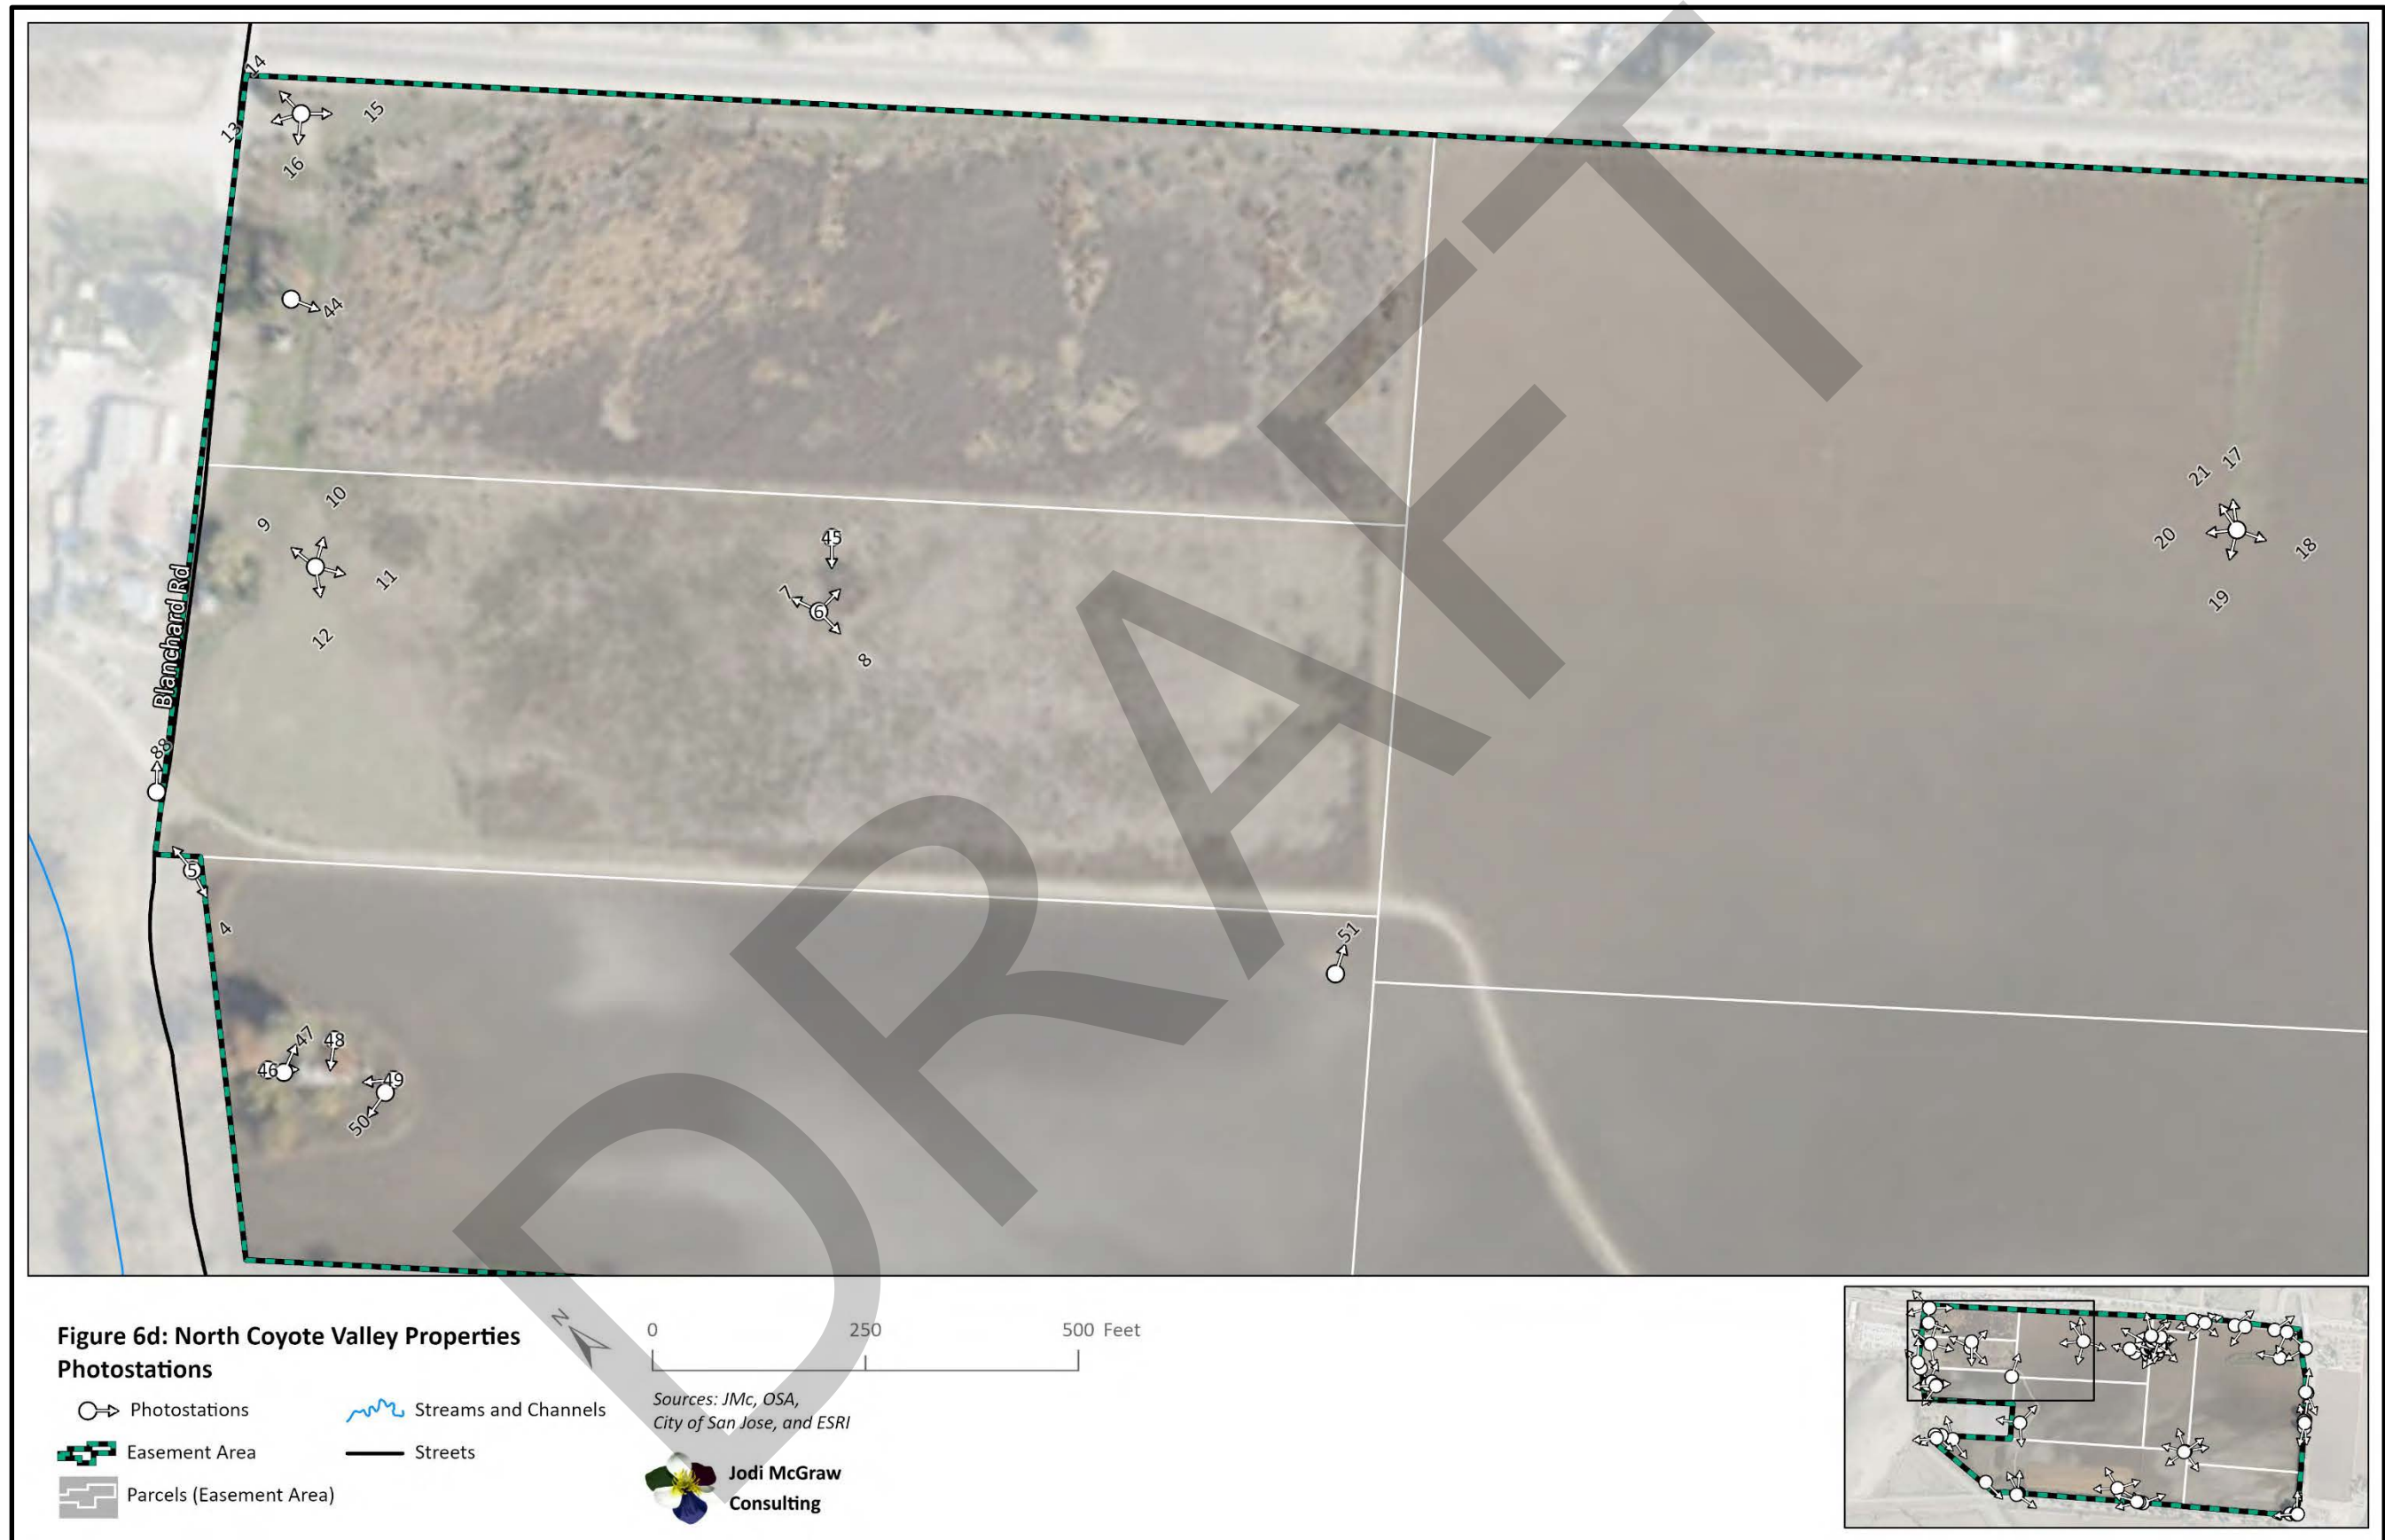 14
15
13
16
44
10
9
11
12
45
7
6
8
21
17
20
18
19
Blanchard Rd
88
5
4
51
47
48
46
49
50
DRAFT
Figure 6d: North Coyote Valley Properties
Photostations
Photostations
Streams and Channels
Easement Area
Streets
Parcels (Easement Area)
N
0 250 500 Feet
Sources: JMc, OSA,
City of San Jose, and ESRI
Jodi McGraw
Consulting